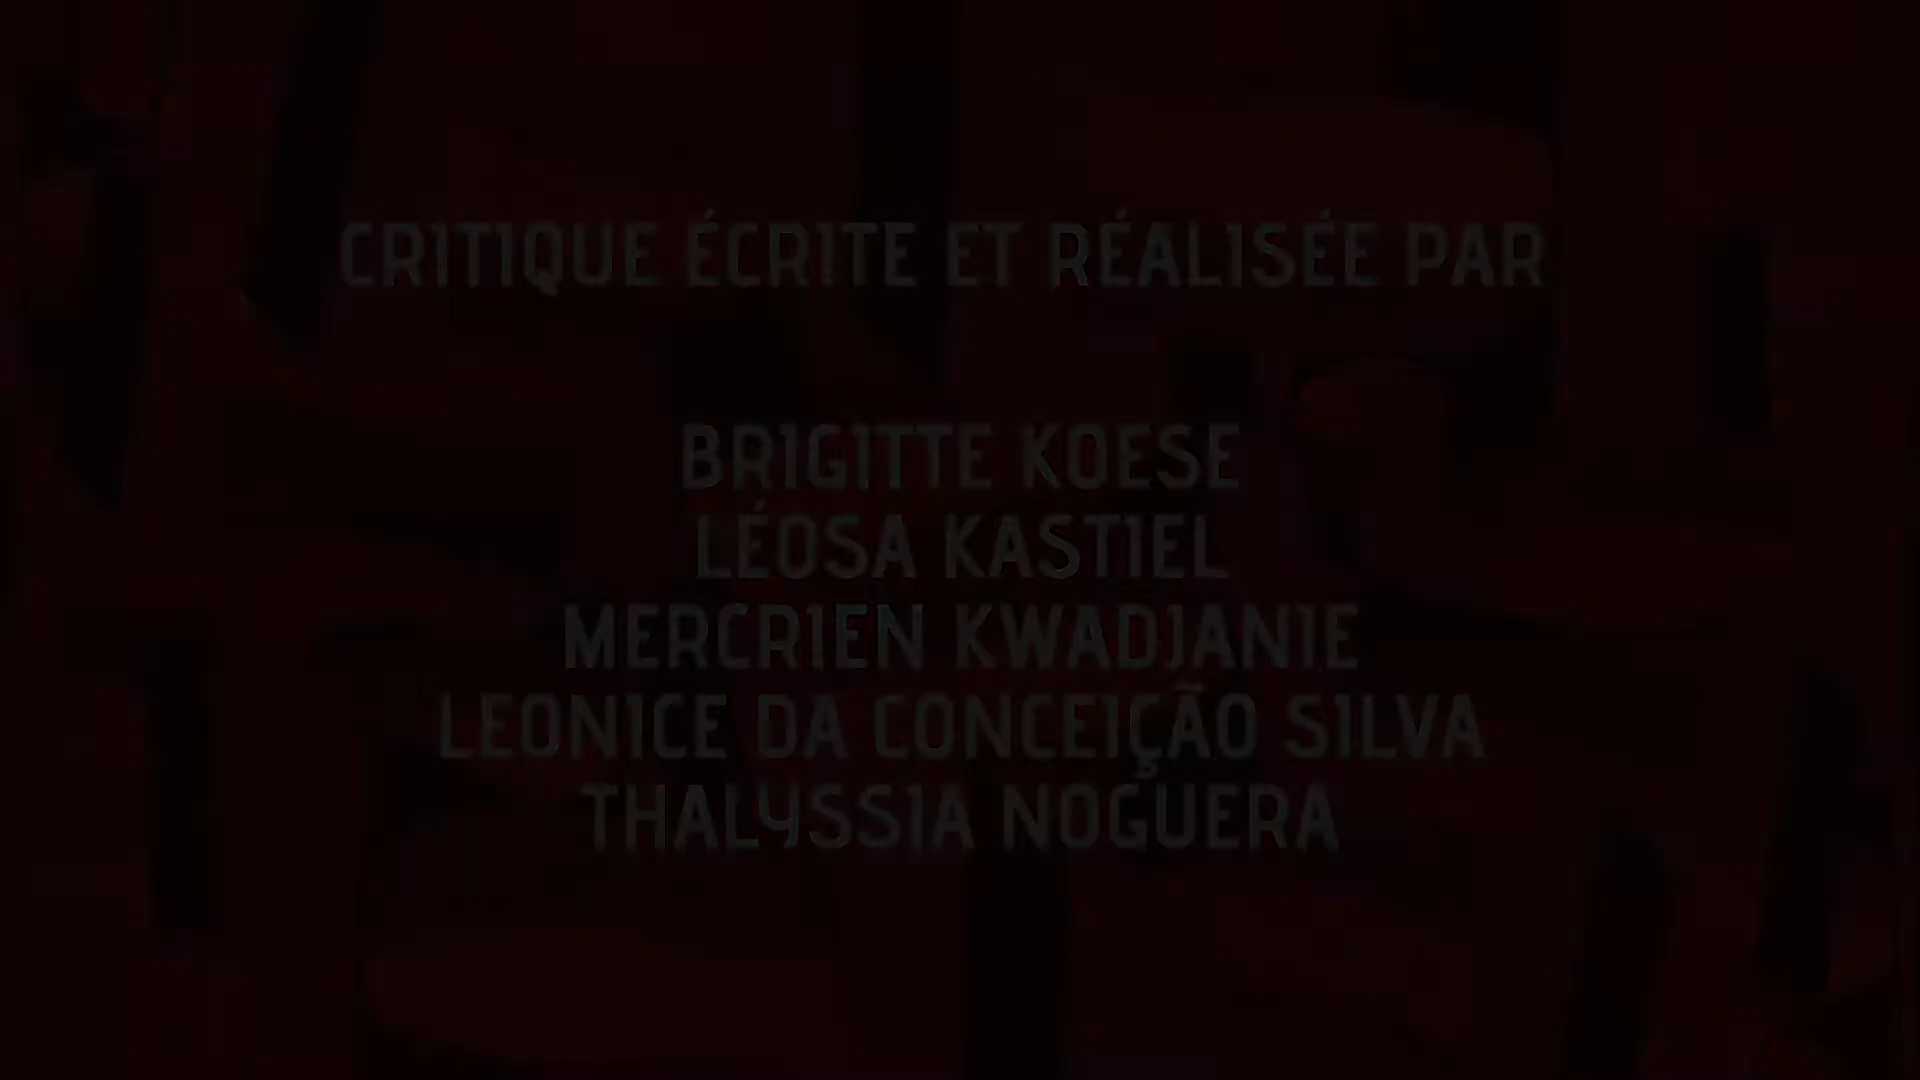 CRITIQUE ÉCRITE ET RÉALISÉE PAR
BRIGITTE KOESE
LÉOSA KASTIEL
MERCRIEN KWADJANIE
LEONICE DA CONCEIÇÃO SILVA
THALYSSIA NOGUERA